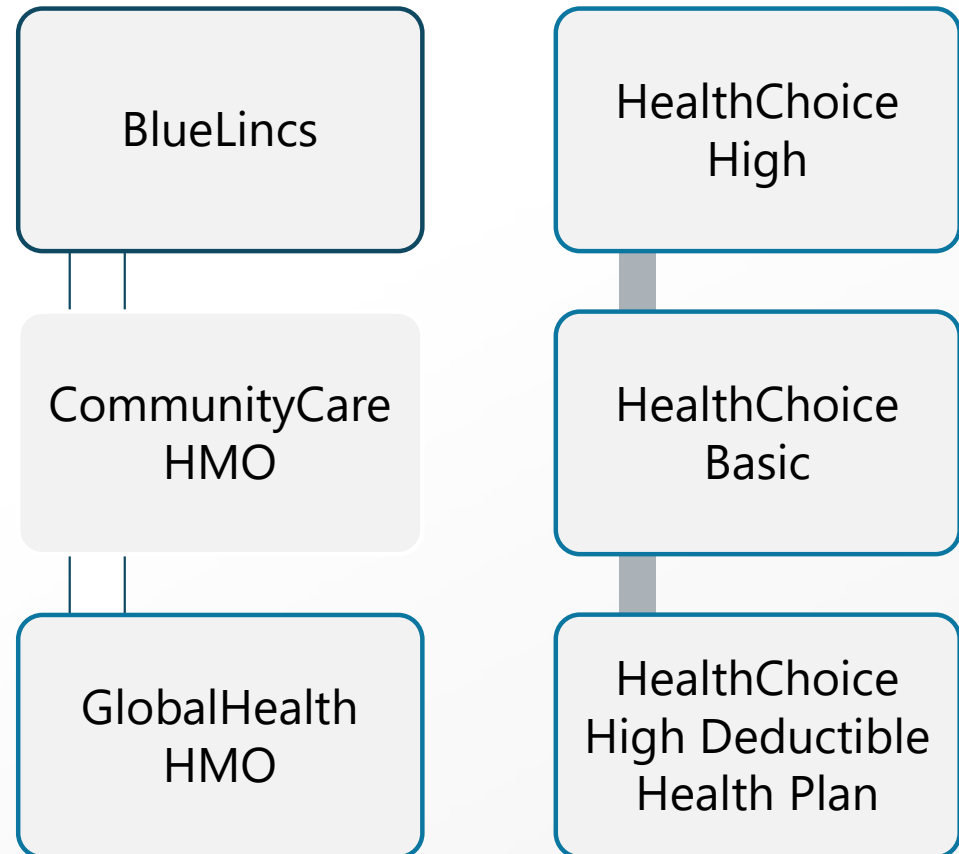 BlueLincs
CommunityCare
HMO
GlobalHealth
HMO
HealthChoice
High
HealthChoice
Basic
HealthChoice
High Deductible
Health Plan